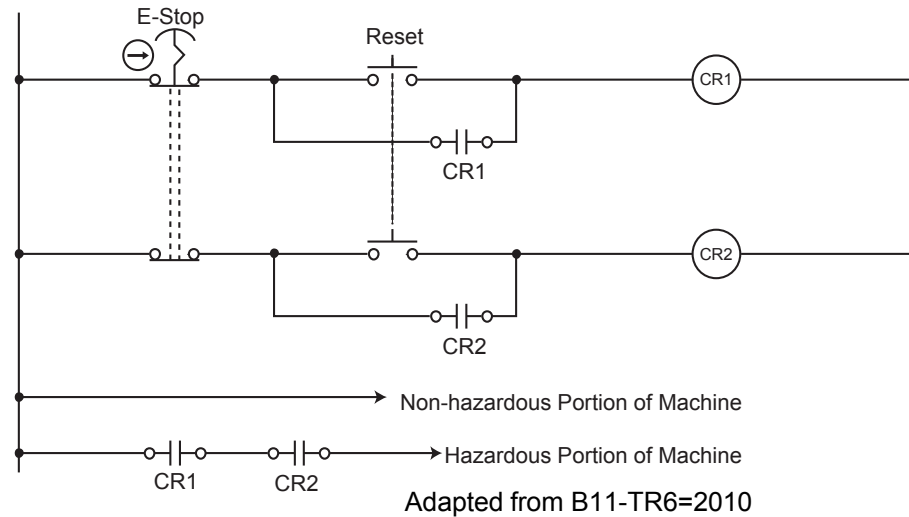 E-Stop
Reset
CR1
CR1
CR2
CR2
Non-hazardous Portion of Machine
Hazardous Portion of Machine
CR1
CR2
Adapted from B11-TR6=2010